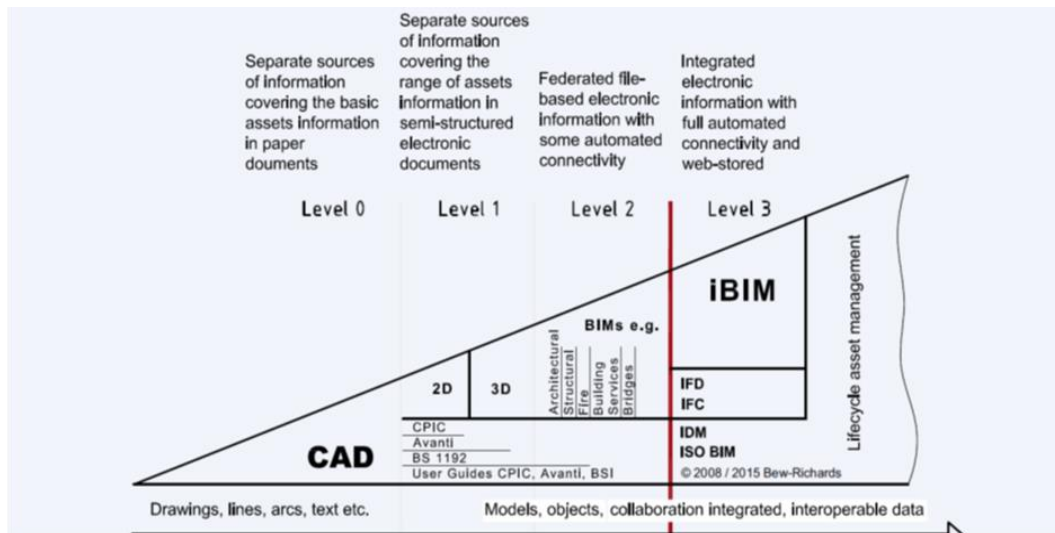 Separate sources
of information
covering the basic
assets information
in paper
douments
Separate sources
of information
covering the
range of assets
information in
semi-structured
electronic
documents
Federated file-
based electronic
information with
some automated
connectivity
Integrated
electronic
information with
full automated
connectivity and
web-stored
Level 0
Level 1
Level 2
Level 3
iBIM
BIMs e.g.
2D
3D
Architectural
Structural
Fire
Building
Services
Bridges
IFD
IFC
Lifecycle asset management
CAD
CPIC
Avanti
BS 1192
User Guides CPIC, Avanti, BSI
IDM
ISO BIM
© 2008 / 2015 Bew-Richards
Drawings, lines, arcs, text etc.
Models, objects, collaboration integrated, interoperable data